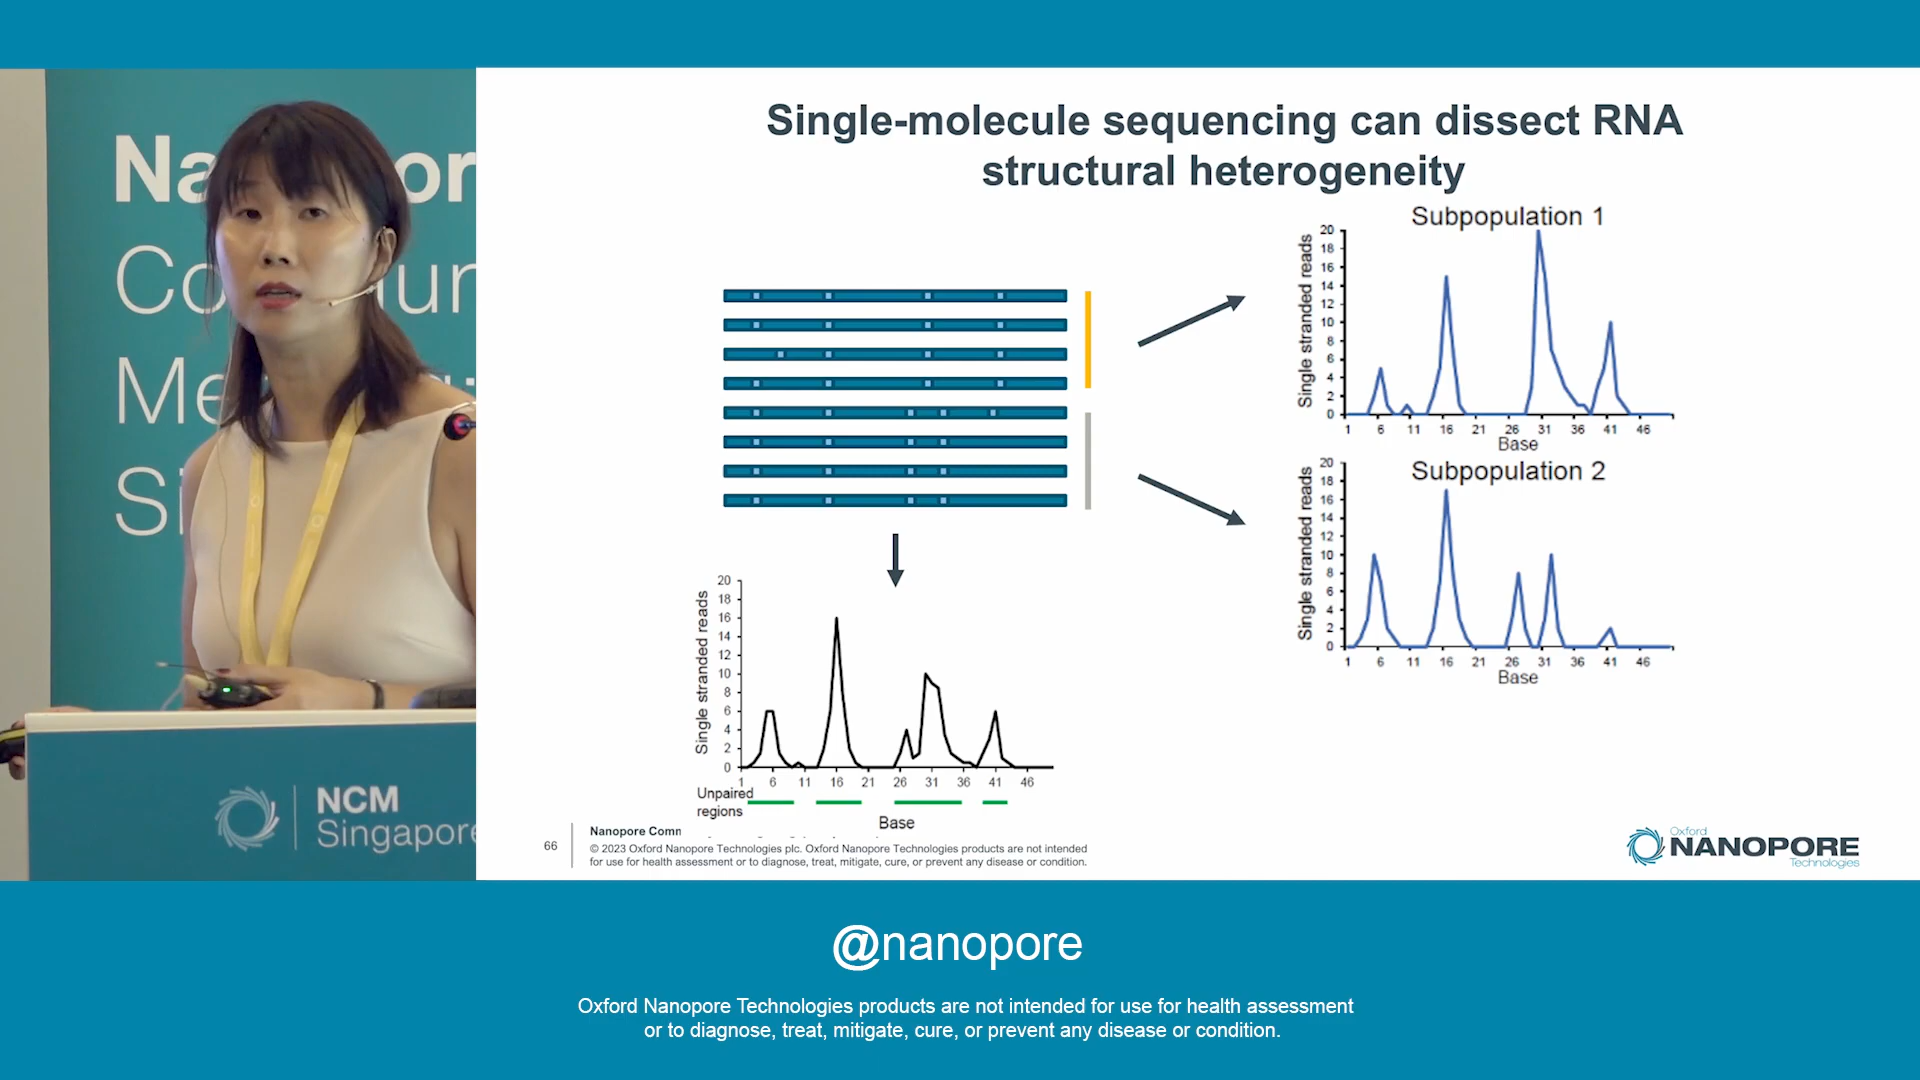 Single-molecule sequencing can dissect RNA
structural heterogeneity
Subpopulation 1
Single stranded reads
20
18
16
14
12
10
8
6
4
2
0
1 6 11 16 21 26 31 36 41 46
Base
Subpopulation 2
Single stranded reads
20
18
16
14
12
10
8
6
4
2
0
1 6 11 16 21 26 31 36 41 46
Base
Single stranded reads
20
18
16
14
12
10
8
6
4
2
0
1 6 11 16 21 26 31 36 41 46
Unpaired
regions
Base
66
Nanopore Comm
© 2023 Oxford Nanopore Technologies plc. Oxford Nanopore Technologies products are not intended
for use for health assessment or to diagnose, treat, mitigate, cure, or prevent any disease or condition.
Oxford
NANOPORE
Technologies
NCM
Singapore
@nanopore
Oxford Nanopore Technologies products are not intended for use for health assessment
or to diagnose, treat, mitigate, cure, or prevent any disease or condition.